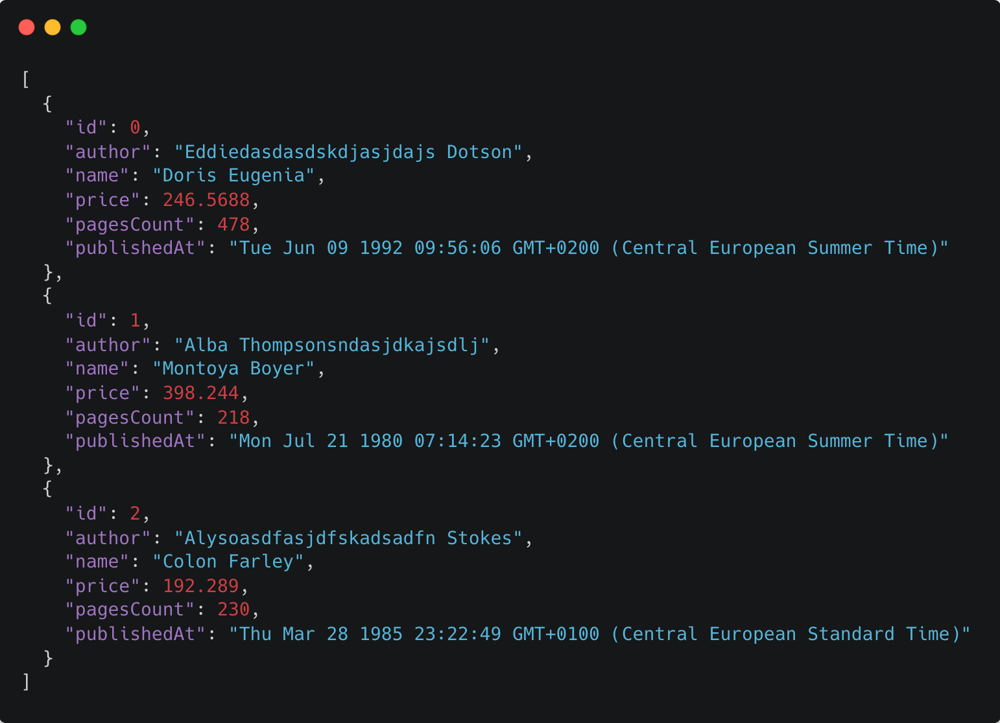 [
  {
    "id": 0,
    "author": "Eddiedasdasdskdjasjdajs Dotson",
    "name": "Doris Eugenia",
    "price": 246.5688,
    "pagesCount": 478,
    "publishedAt": "Tue Jun 09 1992 09:56:06 GMT+0200 (Central European Summer Time)"
  },
  {
    "id": 1,
    "author": "Alba Thompsonsndasjdkajsdlj",
    "name": "Montoya Boyer",
    "price": 398.244,
    "pagesCount": 218,
    "publishedAt": "Mon Jul 21 1980 07:14:23 GMT+0200 (Central European Summer Time)"
  },
  {
    "id": 2,
    "author": "Alysoasdfasjdfskadsadfn Stokes",
    "name": "Colon Farley",
    "price": 192.289,
    "pagesCount": 230,
    "publishedAt": "Thu Mar 28 1985 23:22:49 GMT+0100 (Central European Standard Time)"
  }
]